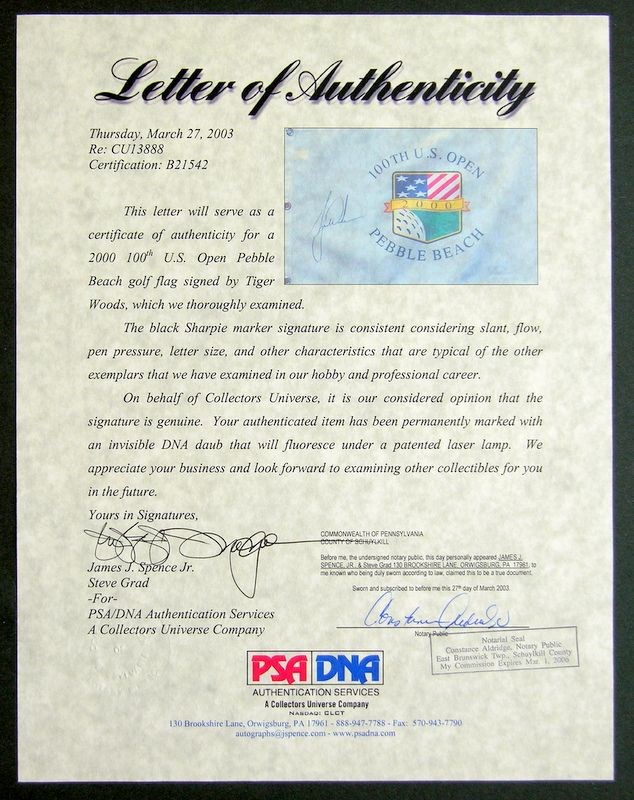 Letter of Authenticity
Thursday, March 27, 2003
Re: CU13888
Certification: B21542
100TH U.S. OPEN
2000
PEBBLE BEACH
This letter will serve as a
certificate of authenticity for a
2000 100th U.S. Open Pebble
Beach golf flag signed by Tiger
Woods, which we thoroughly examined.
The black Sharpie marker signature is consistent considering slant, flow,
pen pressure, letter size, and other characteristics that are typical of the other
exemplars that we have examined in our hobby and professional career.
On behalf of Collectors Universe, it is our considered opinion that the
signature is genuine. Your authenticated item has been permanently marked with
an invisible DNA daub that will fluoresce under a patented laser lamp. We
appreciate your business and look forward to examining other collectibles for you
in the future.
Yours in Signatures,
James J. Spence Jr.
Steve Grad
-For-
PSA/DNA Authentication Services
A Collectors Universe Company
COMMONWEALTH OF PENNSYLVANIA
COUNTY OF SCHUYLKILL
Before me, the undersigned notary public, this day personally appeared JAMES J.
SPENCE, JR. & Steve Grad 130 BROOKSHIRE LANE, ORWIGSBURG, PA 17961, to
me known who being duly sworn according to law, claimed this to be a true document.
Sworn and subscribed to before me this 27th day of March 2003.
Notary Public
Notarial Seal
Constance Aldridge, Notary Public
East Brunswick Twp., Schuylkill County
My Commission Expires Mar. 1, 2006
PSA DNA
AUTHENTICATION SERVICES
A Collectors Universe Company
NASDAQ: CLCT
130 Brookshire Lane, Orwigsburg, PA 17961 - 888-947-7788 - Fax: 570-943-7790
autographs@jspence.com - www.psadna.com